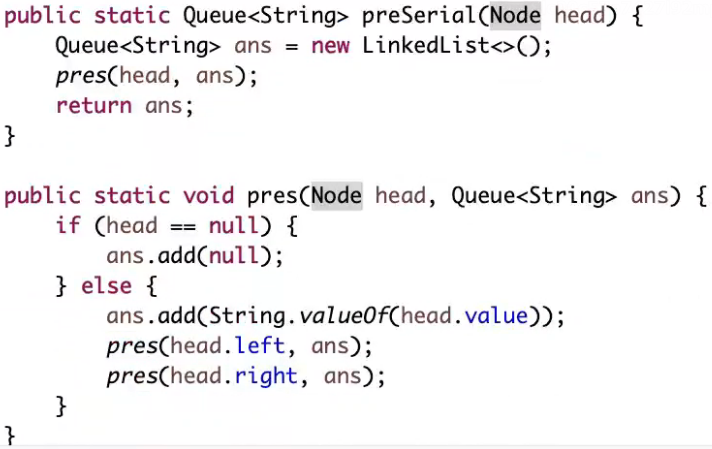 public static Queue<String> preSerial(Node head) {
    Queue<String> ans = new LinkedList<>();
    pres(head, ans);
    return ans;
}

public static void pres(Node head, Queue<String> ans) {
    if (head == null) {
        ans.add(null);
    } else {
        ans.add(String.valueOf(head.value));
        pres(head.left, ans);
        pres(head.right, ans);
    }
}